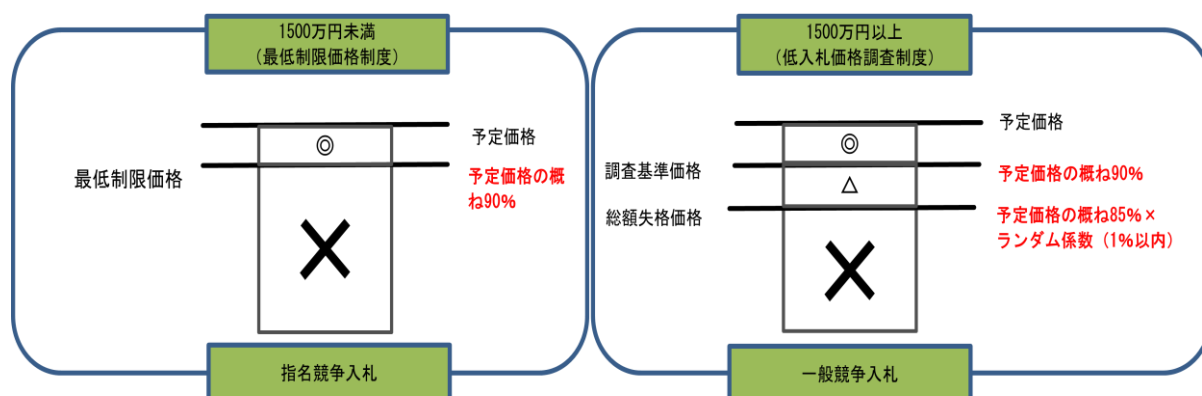 1500万円未満
（最低制限価格制度）
予定価格
◎
最低制限価格
予定価格の概
ね90%
×
指名競争入札
1500万円以上
（低入札価格調査制度）
予定価格
◎
調査基準価格
予定価格の概ね90%
△
総額失格価格
予定価格の概ね85%×
ランダム係数（1%以内）
×
一般競争入札